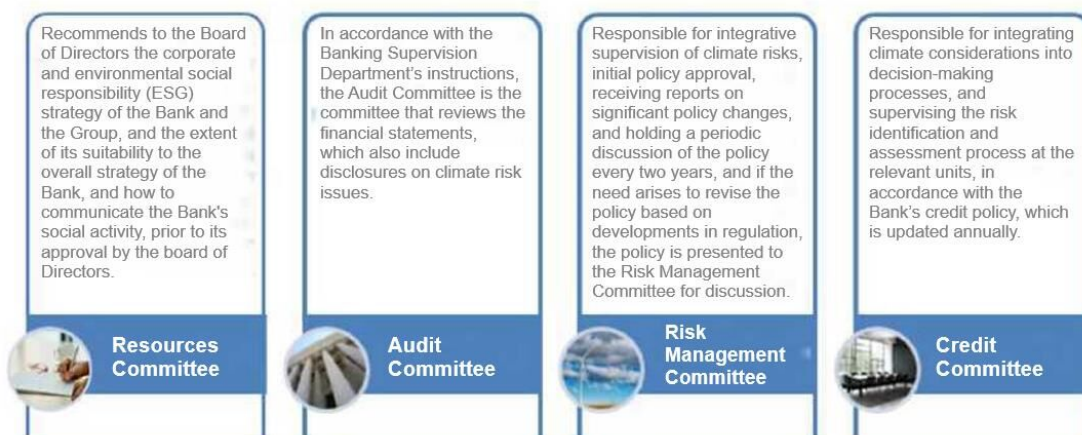 Recommends to the Board
of Directors the corporate
and environmental social
responsibility (ESG)
strategy of the Bank and
the Group, and the extent
of its suitability to the
overall strategy of the
Bank, and how to
communicate the Bank's
social activity, prior to its
approval by the board of
Directors.
Resources
Committee
In accordance with the
Banking Supervision
Department's instructions,
the Audit Committee is the
committee that reviews the
financial statements,
which also include
disclosures on climate risk
issues.
Audit
Committee
Responsible for integrative
supervision of climate risks,
initial policy approval,
receiving reports on
significant policy changes,
and holding a periodic
discussion of the policy
every two years, and if the
need arises to revise the
policy based on
developments in regulation,
the policy is presented to
the Risk Management
Committee for discussion.
Risk
Management
Committee
Responsible for integrating
climate considerations into
decision-making
processes, and
supervising the risk
identification and
assessment process at the
relevant units, in
accordance with the
Bank's credit policy, which
is updated annually.
Credit
Committee